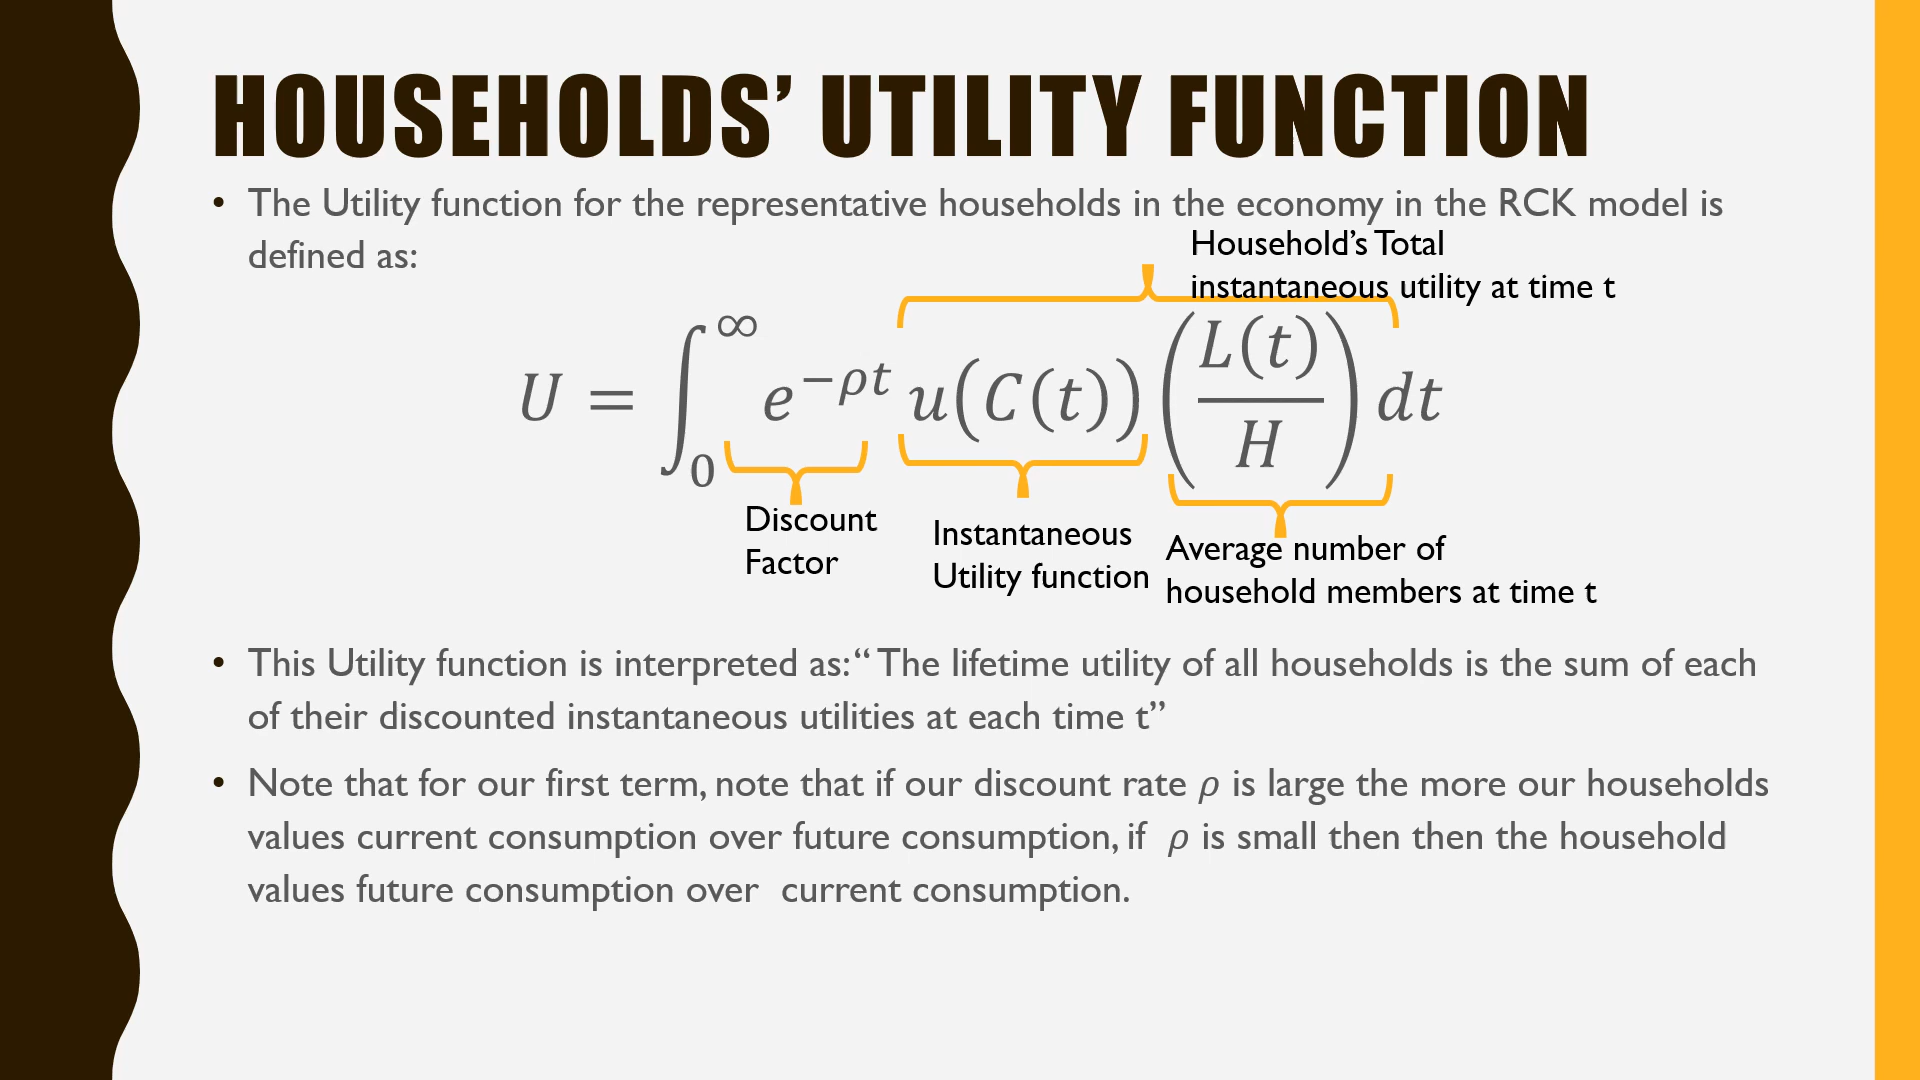 HOUSEHOLDS’ UTILITY FUNCTION
• The Utility function for the representative households in the economy in the RCK model is
defined as:
Household’s Total
instantaneous utility at time t
U = ∫₀^∞ e^{−ρt} u(C(t)) (L(t)/H) dt
Discount
Factor
Instantaneous
Utility function
Average number of
household members at time t
• This Utility function is interpreted as: “ The lifetime utility of all households is the sum of each
of their discounted instantaneous utilities at each time t”
• Note that for our first term, note that if our discount rate ρ is large the more our households
values current consumption over future consumption, if ρ is small then then the household
values future consumption over current consumption.